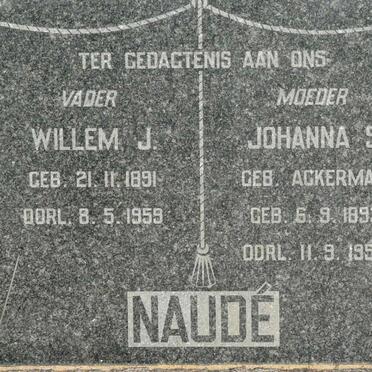 TER GEDAGTENIS AAN ONS
VADER MOEDER
WILLEM J. JOHANNA S
GEB. 21.11.1891 GEB. ACKERMA
OORL. 8.5.1959 GEB. 6.9.189
OORL. 11.9.195
NAUDÉ